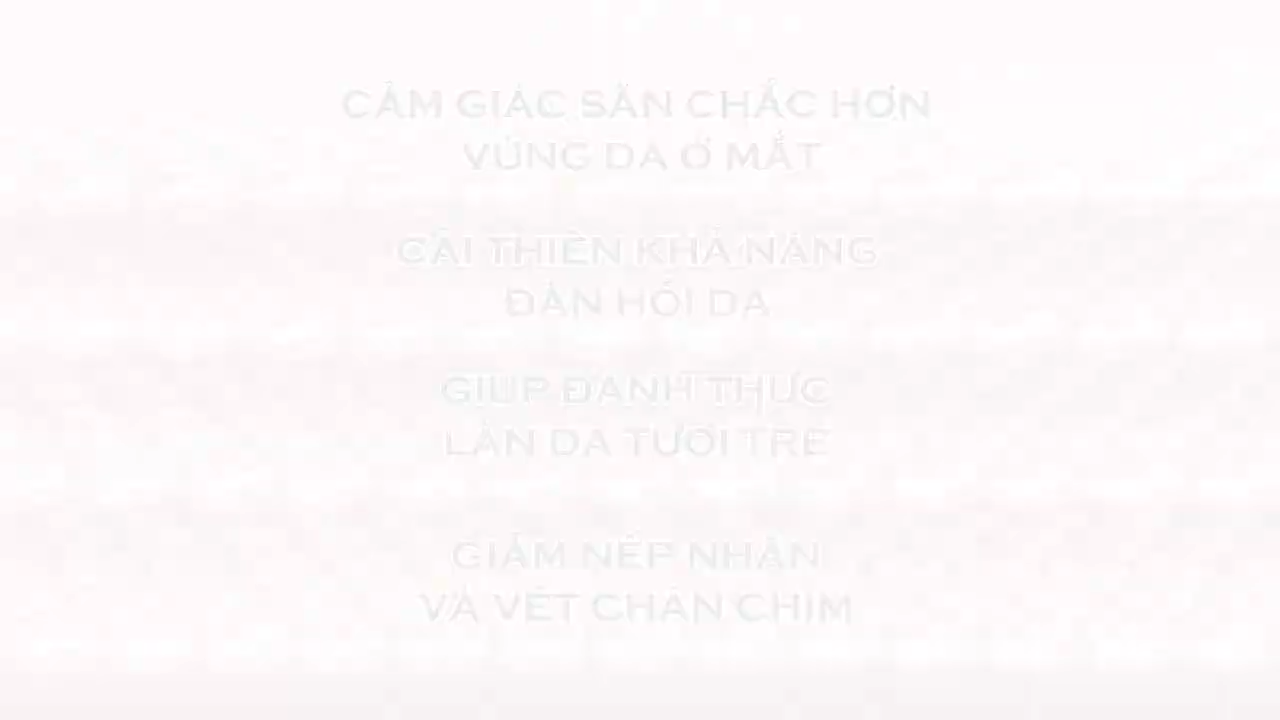 CẢM GIÁC SĂN CHẮC HƠN
VÙNG DA Ở MẮT
CẢI THIỆN KHẢ NĂNG
ĐÀN HỒI DA
GIÚP ĐÁNH THỨC
LÀN DA TƯƠI TRẺ
GIẢM NẾP NHĂN
VÀ VẾT CHÂN CHIM